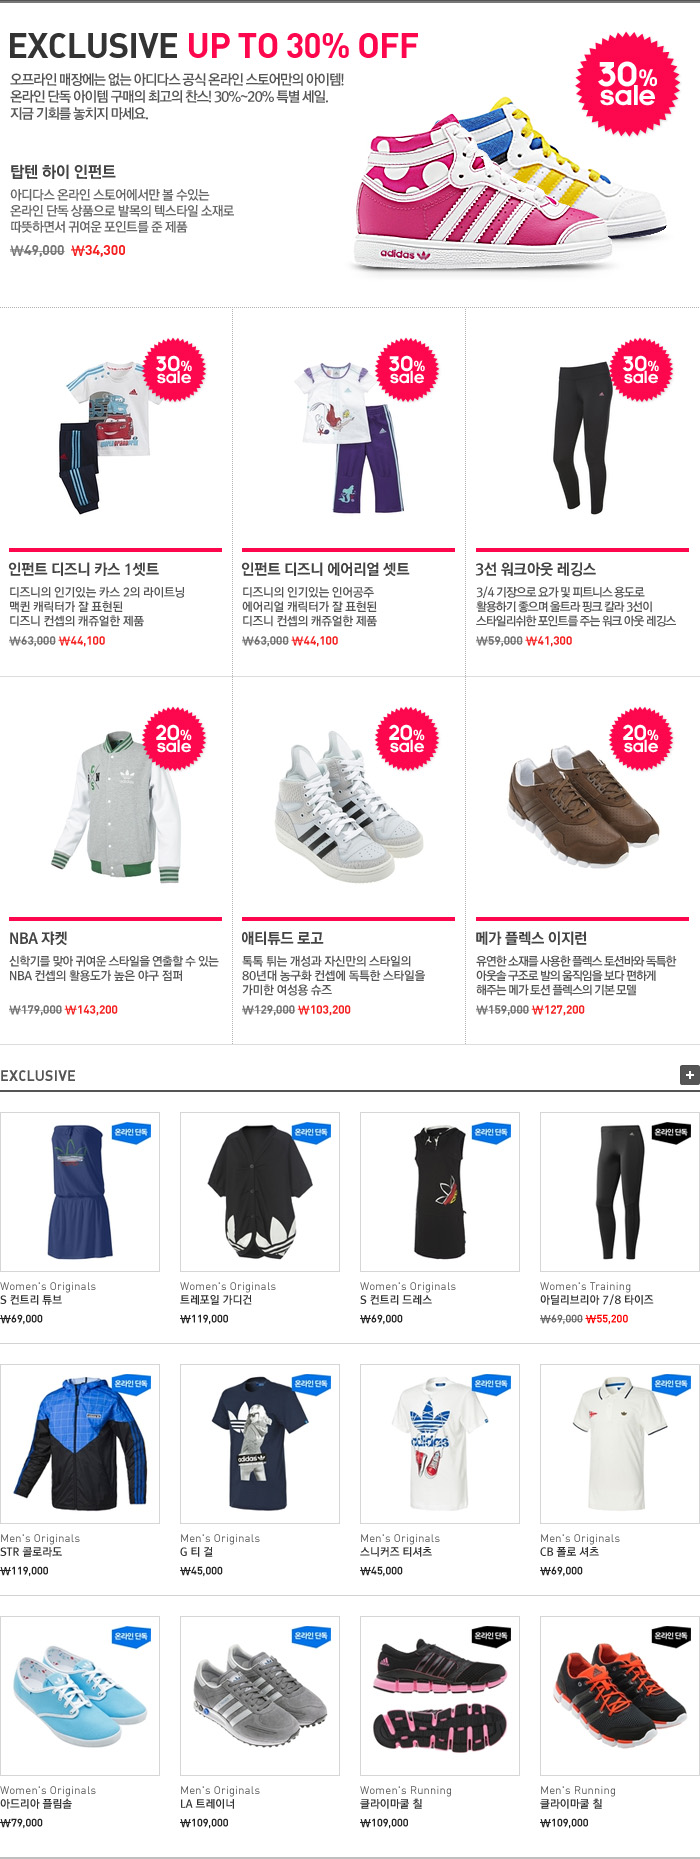 EXCLUSIVE UP TO 30% OFF
오프라인 매장에는 없는 아디다스 공식 온라인 스토어만의 아이템!
온라인 단독 아이템 구매의 최고의 찬스! 30%~20% 특별 세일.
지금 기회를 놓치지 마세요.
30%
sale
탑텐 하이 인펀트
아디다스 온라인 스토어에서만 볼 수있는
온라인 단독 상품으로 발목의 텍스타일 소재로
따뜻하면서 귀여운 포인트를 준 제품
₩49,000 ₩34,300
adidas
30%
sale
30%
sale
30%
sale
인펀트 디즈니 카스 1셋트
디즈니의 인기있는 카스 2의 라이트닝
맥퀸 캐릭터가 잘 표현된
디즈니 컨셉의 캐쥬얼한 제품
₩63,000 ₩44,100
인펀트 디즈니 에어리얼 셋트
디즈니의 인기있는 인어공주
에어리얼 캐릭터가 잘 표현된
디즈니 컨셉의 캐쥬얼한 제품
₩63,000 ₩44,100
3선 워크아웃 레깅스
3/4 기장으로 요가 및 피트니스 용도로
활용하기 좋으며 울트라 핑크 칼라 3선이
스타일리쉬한 포인트를 주는 워크 아웃 레깅스
₩59,000 ₩41,300
20%
sale
20%
sale
20%
sale
NBA 쟈켓
신학기를 맞아 귀여운 스타일을 연출할 수 있는
NBA 컨셉의 활용도가 높은 야구 점퍼
₩179,000 ₩143,200
애티튜드 로고
톡톡 튀는 개성과 자신만의 스타일의
80년대 농구화 컨셉에 독특한 스타일을
가미한 여성용 슈즈
₩129,000 ₩103,200
메가 플렉스 이지런
유연한 소재를 사용한 플렉스 토션바와 독특한
아웃솔 구조로 발의 움직임을 보다 편하게
해주는 메가 토션 플렉스의 기본 모델
₩159,000 ₩127,200
EXCLUSIVE
+
온라인 단독
온라인 단독
온라인 단독
온라인 단독
Women's Originals
S 컨트리 튜브
₩69,000
Women's Originals
트레포일 가디건
₩119,000
Women's Originals
S 컨트리 드레스
₩69,000
Women's Training
아딜리브리아 7/8 타이즈
₩69,000 ₩55,200
온라인 단독
온라인 단독
온라인 단독
온라인 단독
adidas
adidas
Men's Originals
STR 콜로라도
₩119,000
Men's Originals
G 티 걸
₩45,000
Men's Originals
스니커즈 티셔츠
₩45,000
Men's Originals
CB 폴로 셔츠
₩69,000
온라인 단독
온라인 단독
온라인 단독
온라인 단독
Women's Originals
아드리아 플림솔
₩79,000
Men's Originals
LA 트레이너
₩109,000
Women's Running
클라이마쿨 칠
₩109,000
Men's Running
클라이마쿨 칠
₩109,000